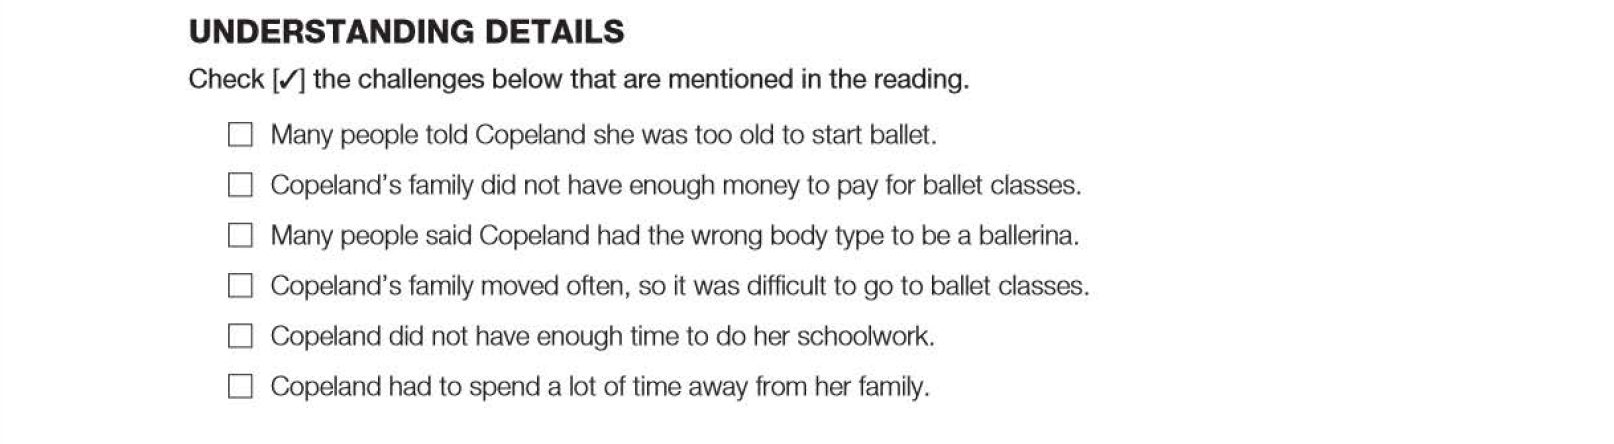 UNDERSTANDING DETAILS
Check [✓] the challenges below that are mentioned in the reading.
☐ Many people told Copeland she was too old to start ballet.
☐ Copeland’s family did not have enough money to pay for ballet classes.
☐ Many people said Copeland had the wrong body type to be a ballerina.
☐ Copeland’s family moved often, so it was difficult to go to ballet classes.
☐ Copeland did not have enough time to do her schoolwork.
☐ Copeland had to spend a lot of time away from her family.